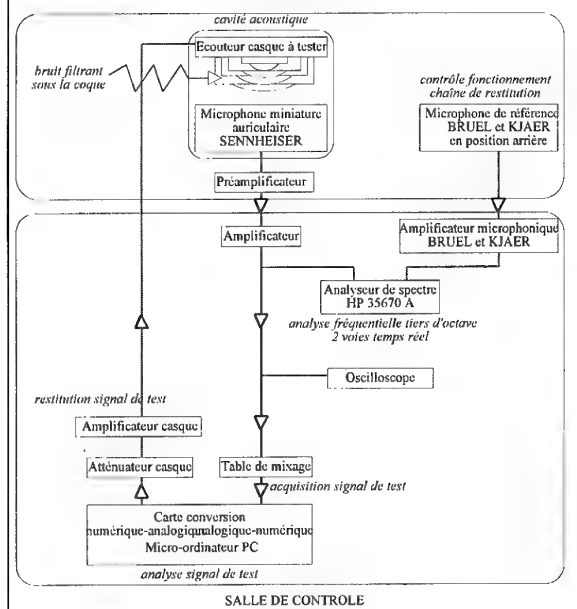 cavité acoustique
Ecouteur casque à tester
bruit filtrant
sous la coque
contrôle fonctionnement
chaîne de restitution
Microphone miniature
auriculaire
SENNHEISER
Microphone de référence
BRUEL et KJAER
en position arrière
Préamplificateur
Amplificateur
Amplificateur microphonique
BRUEL et KJAER
Analyseur de spectre
HP 35670 A
analyse fréquentielle tiers d'octave
2 voies temps réel
Oscilloscope
restitution signal de test
Amplificateur casque
Atténuateur casque
Table de mixage
acquisition signal de test
Carte conversion
numérique-analogiqnalogique-numérique
Micro-ordinateur PC
analyse signal de test
SALLE DE CONTROLE